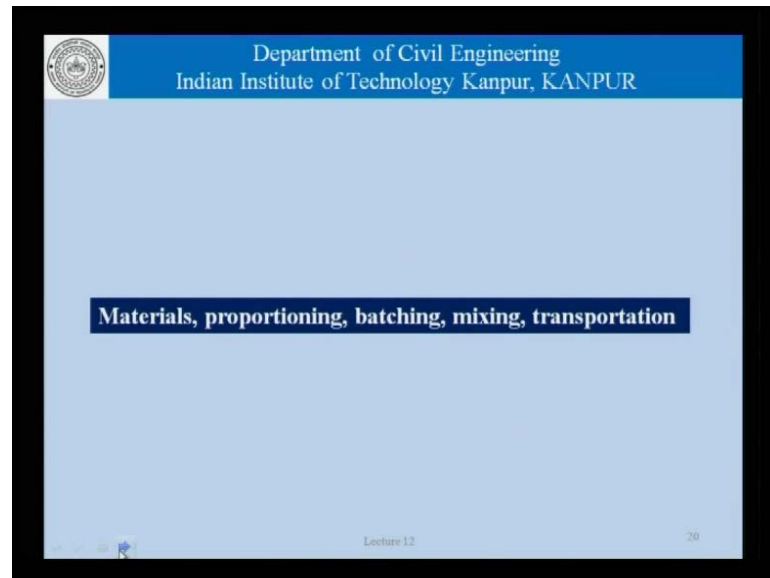 Department of Civil Engineering
Indian Institute of Technology Kanpur, KANPUR
Materials, proportioning, batching, mixing, transportation
Lecture 12
20